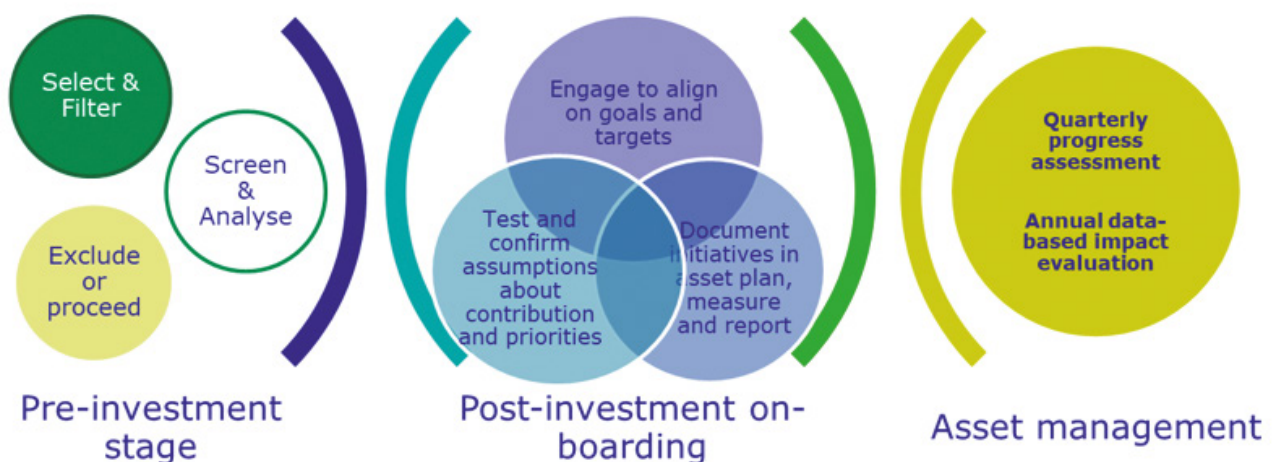 Select &
Filter
Screen
&
Analyse
Exclude
or
proceed
Pre-investment
stage
Engage to align
on goals and
targets
Test and
confirm
assumptions
about
contribution
and priorities
Document
initiatives in
asset plan,
measure
and report
Post-investment on-
boarding
Quarterly
progress
assessment
Annual data-
based impact
evaluation
Asset management